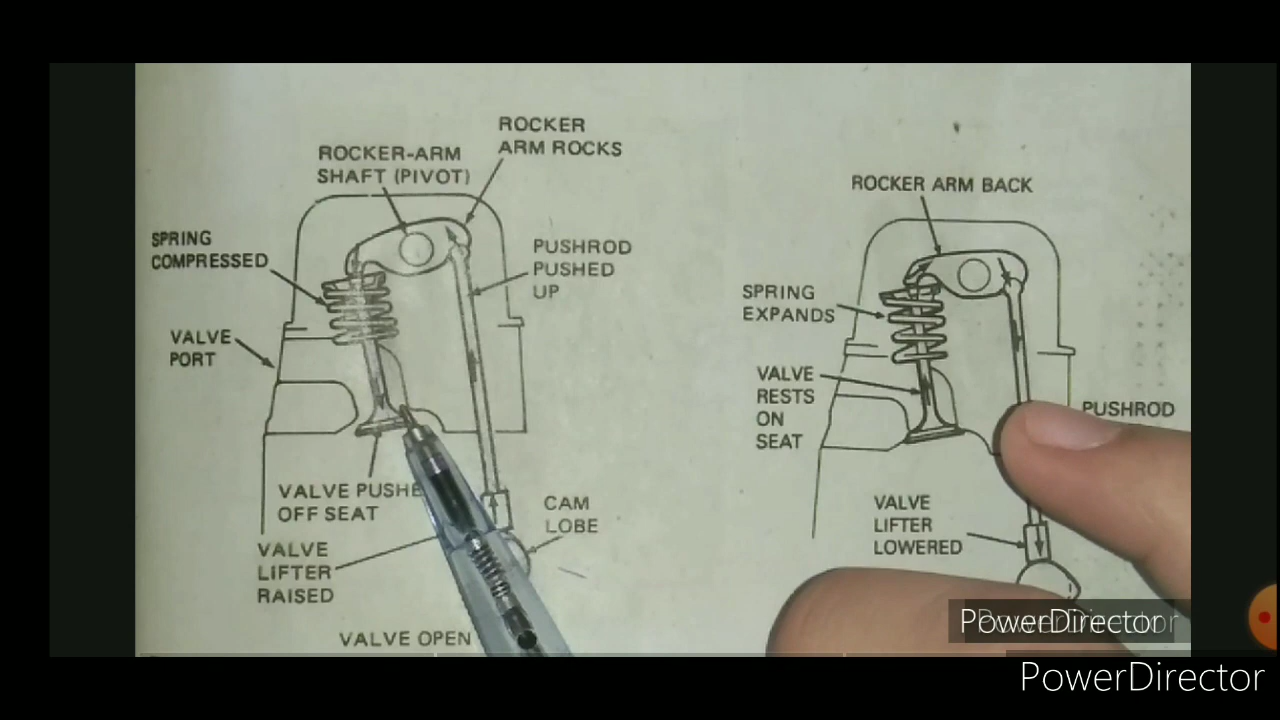 ROCKER
ARM ROCKS
ROCKER-ARM
SHAFT (PIVOT)
SPRING
COMPRESSED
PUSHROD
PUSHED
UP
VALVE
PORT
VALVE PUSHE
OFF SEAT
CAM
LOBE
VALVE
LIFTER
RAISED
VALVE OPEN
ROCKER ARM BACK
SPRING
EXPANDS
VALVE
RESTS
ON
SEAT
PUSHROD
VALVE
LIFTER
LOWERED
PowerDirector
PowerDirector